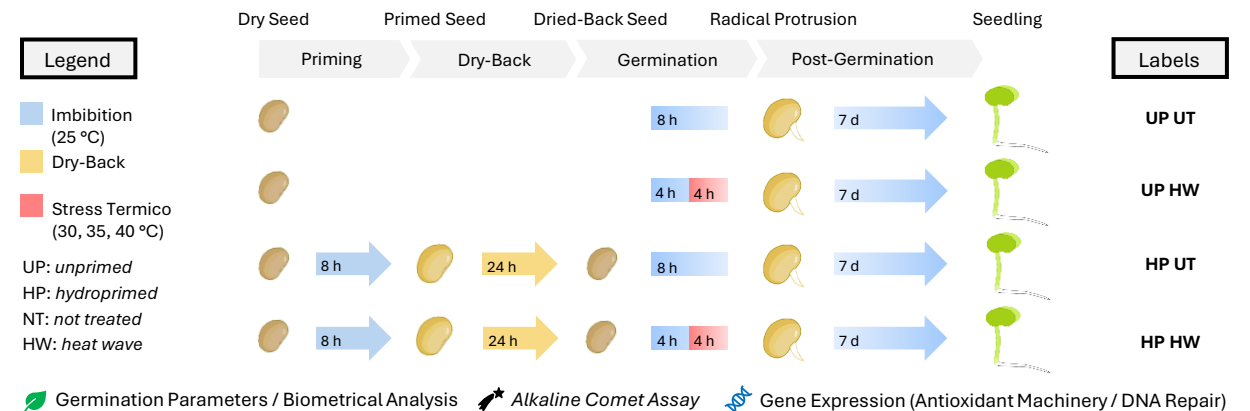 Dry Seed Primed Seed Dried-Back Seed Radical Protrusion Seedling
Legend
Priming Dry-Back Germination Post-Germination
Labels
Imbibition
(25 °C)
Dry-Back
Stress Termico
(30, 35, 40 °C)
UP: unprimed
HP: hydroprimed
NT: not treated
HW: heat wave
8 h 7 d UP UT
4 h 4 h 7 d UP HW
8 h 24 h 8 h 7 d HP UT
8 h 24 h 4 h 4 h 7 d HP HW
Germination Parameters / Biometrical Analysis Alkaline Comet Assay Gene Expression (Antioxidant Machinery / DNA Repair)